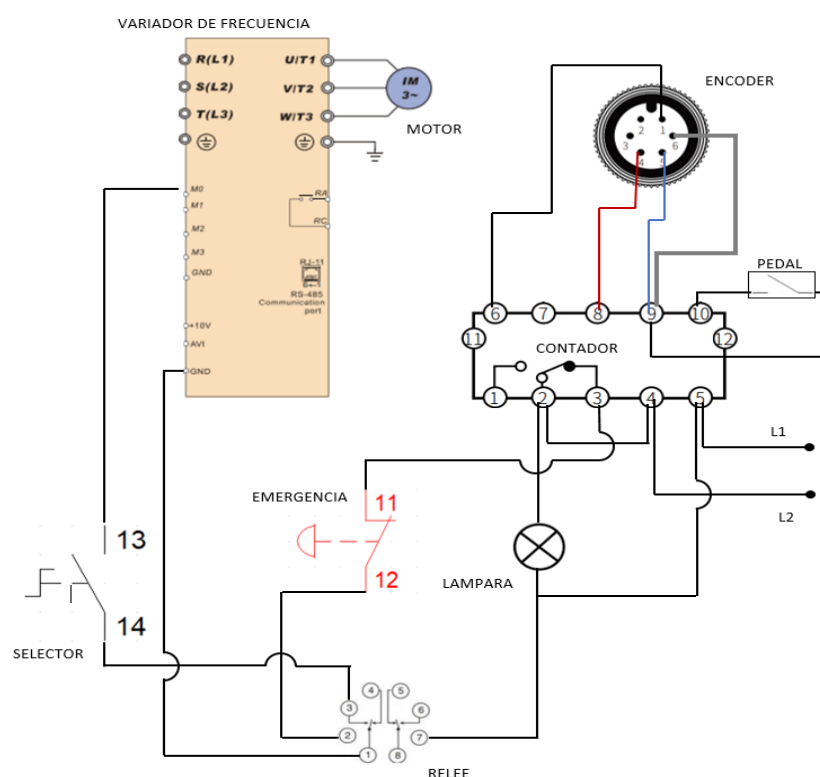 VARIADOR DE FRECUENCIA
R(L1) U/T1
S(L2) V/T2
T(L3) W/T3
IM
3~
MOTOR
M0
M1
M2
M3
GND
RA
RC
RJ-11
RS-485
Communication
port
+10V
AVI
GND
ENCODER
2 1
3 6
4 5
PEDAL
6 7 8 9 10
11 12
CONTADOR
1 2 3 4 5
L1
L2
EMERGENCIA
11
12
LAMPARA
13
14
SELECTOR
4 5
3 6
2 7
1 8
RELEE